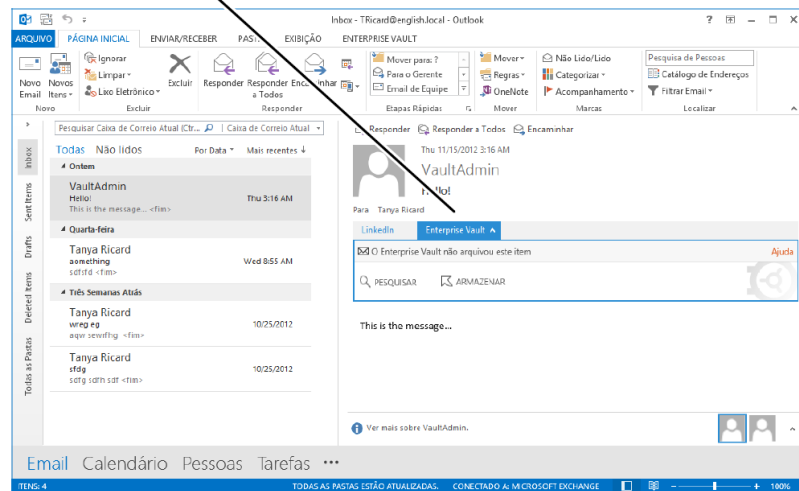 Inbox - TRicard@english.local - Outlook
ARQUIVO PÁGINA INICIAL ENVIAR/RECEBER EXIBIÇÃO ENTERPRISE VAULT
Ignorar
Limpar
Lixo Eletrônico
Novo Email
Novos Itens
Excluir
Responder
Responder a Todos
Encaminhar
Mover para: ?
Para o Gerente
Email de Equipe
Mover
Regras
OneNote
Não Lido/Lido
Categorizar
Acompanhamento
Pesquisa de Pessoas
Catálogo de Endereços
Filtrar Email
Novo Excluir Responder Etapas Rápidas Mover Marcas Localizar
Pesquisar Caixa de Correio Atual (Ctr... Caixa de Correio Atual
Todas Não lidos Por Data Mais recentes
Ontem
VaultAdmin
Hello! Thu 3:16 AM
This is the message... <fim>
Quarta-feira
Tanya Ricard
aomething Wed 8:55 AM
sdfsfd <fim>
Três Semanas Atrás
Tanya Ricard
wreg eg 10/25/2012
<fim>
Tanya Ricard
sfdg 10/25/2012
sdfg sdfh sdf <fim>
Inbox
Sent Items
Drafts
Deleted Items
Todas as Pastas
Responder Responder a Todos Encaminhar
Thu 11/15/2012 3:16 AM
VaultAdmin
Para Tanya Ricard
LinkedIn Enterprise Vault
O Enterprise Vault não arquivou este item Ajuda
PESQUISAR ARMAZENAR
This is the message...
Ver mais sobre VaultAdmin.
Email Calendário Pessoas Tarefas •••
ITENS: 4 TODAS AS PASTAS ESTÃO ATUALIZADAS. CONECTADO A: MICROSOFT EXCHANGE 100%